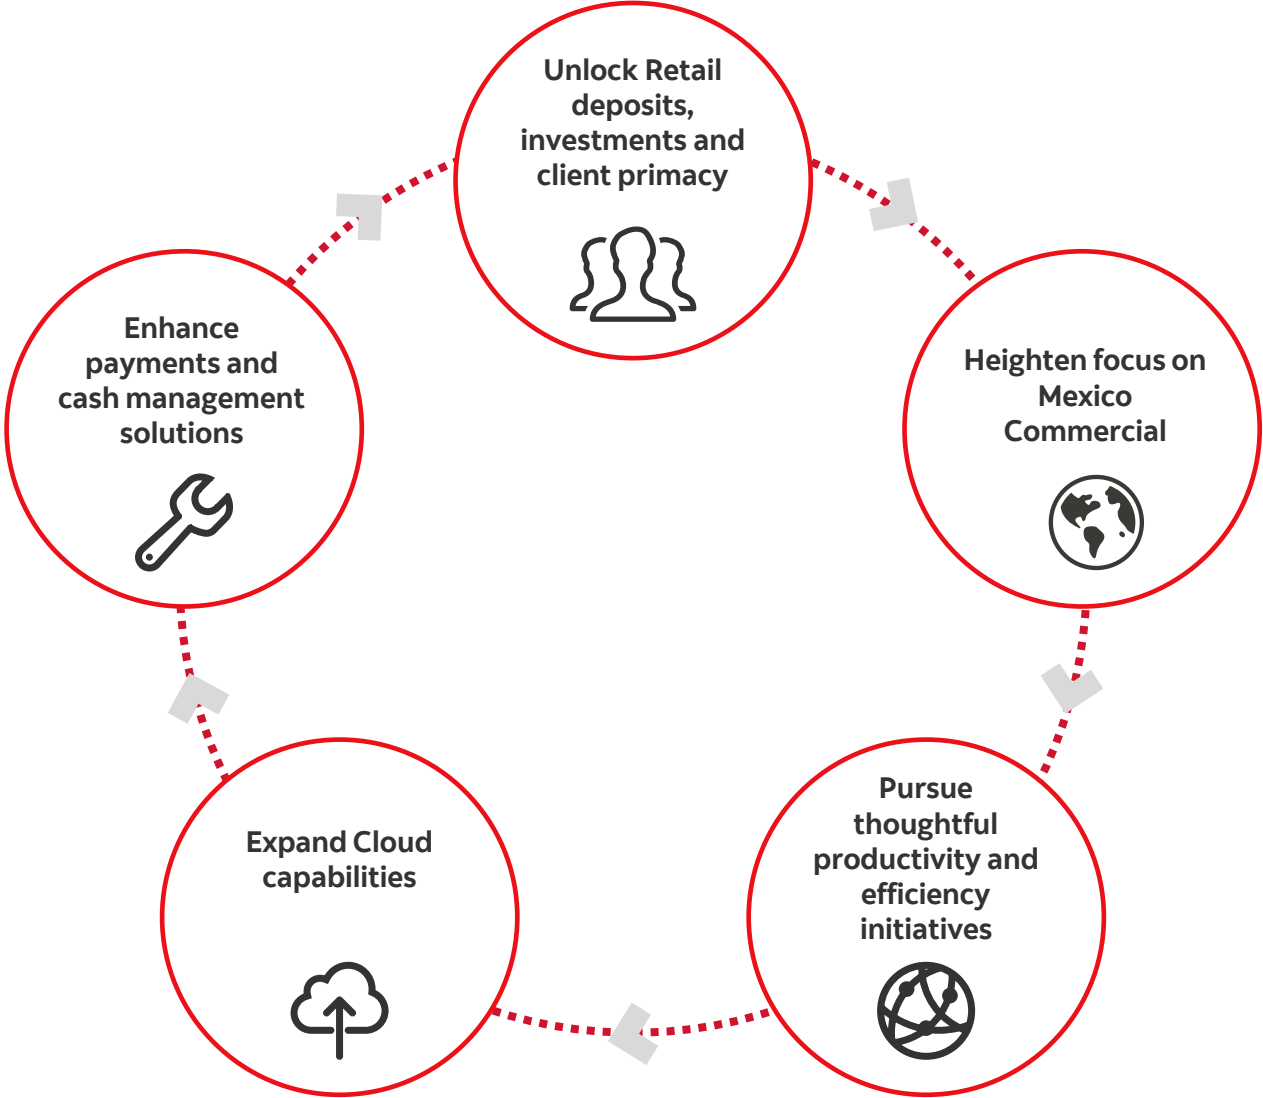 Unlock Retail
deposits,
investments and
client primacy
Heighten focus on
Mexico
Commercial
Pursue
thoughtful
productivity and
efficiency
initiatives
Expand Cloud
capabilities
Enhance
payments and
cash management
solutions